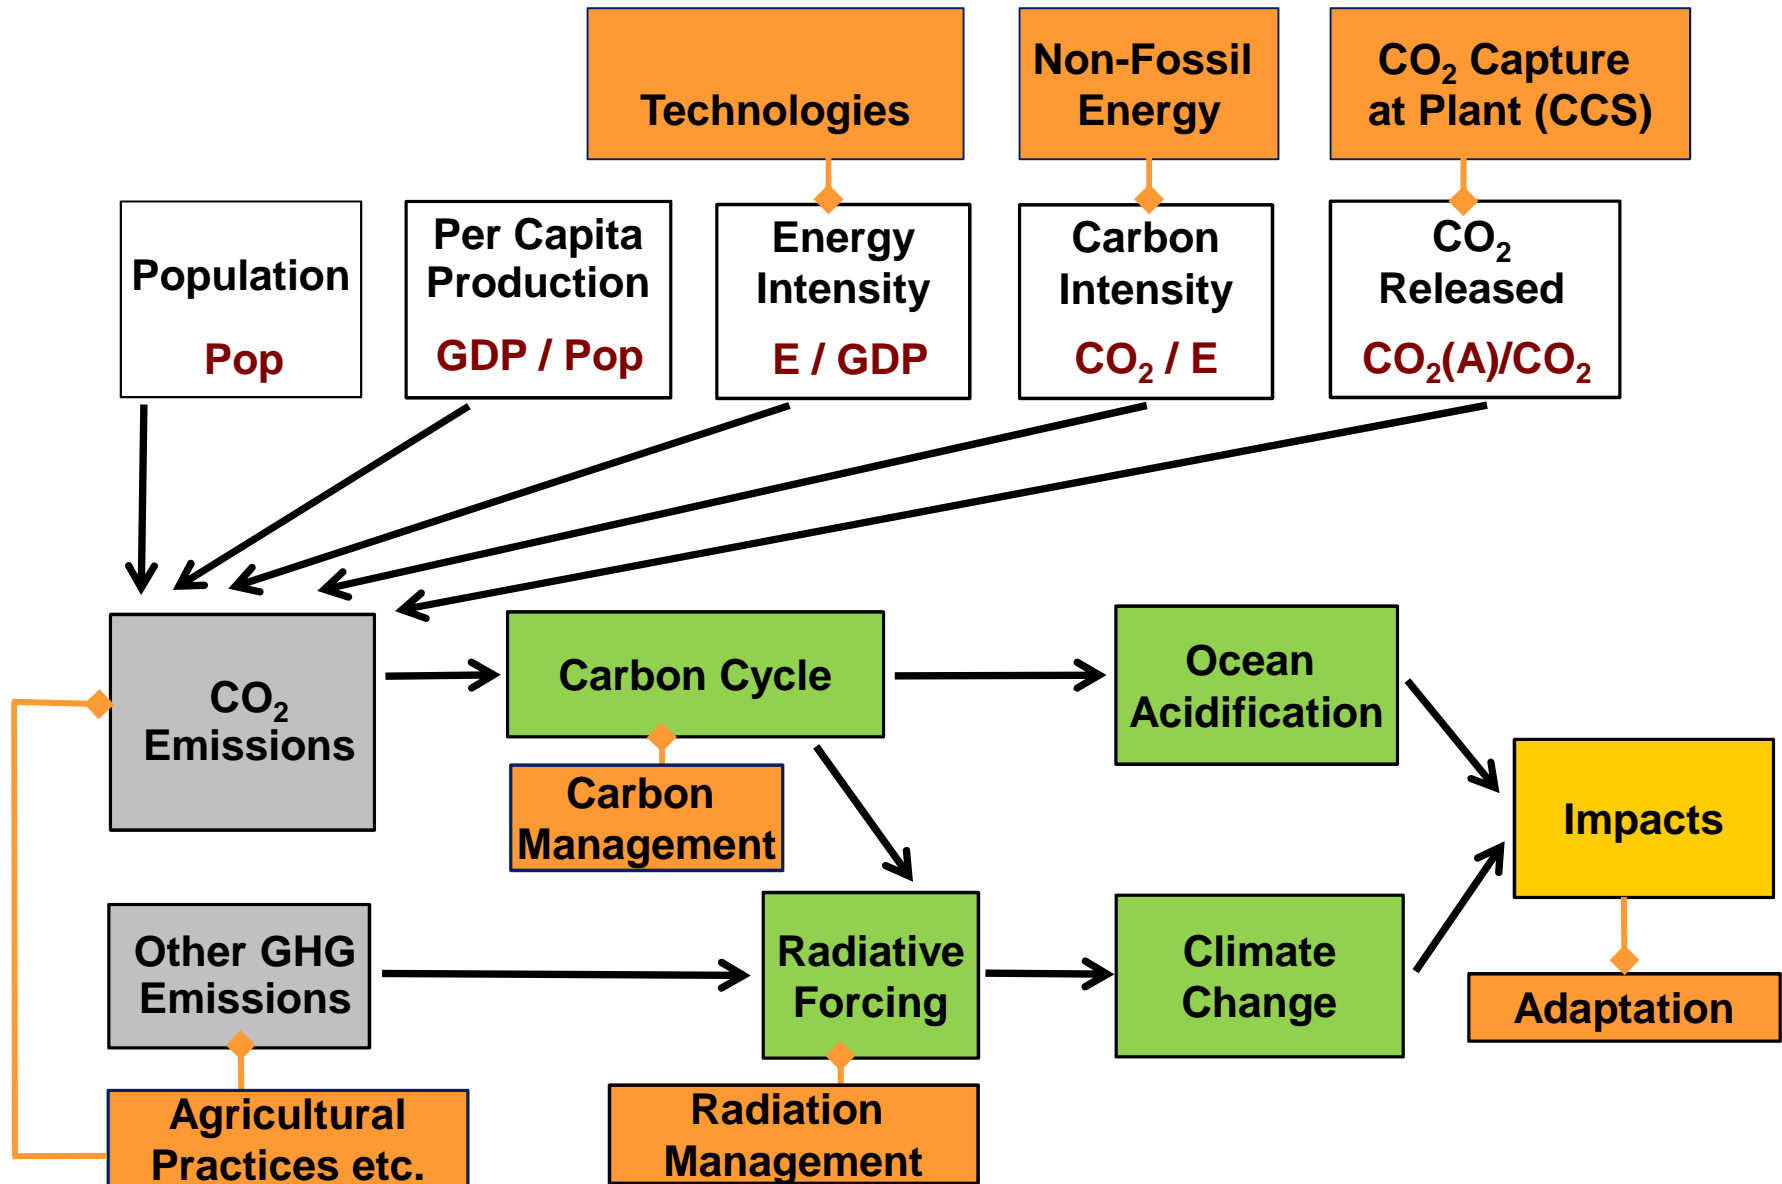 Technologies
Non-Fossil
Energy
CO₂ Capture
at Plant (CCS)
Population
Pop
Per Capita
Production
GDP / Pop
Energy
Intensity
E / GDP
Carbon
Intensity
CO₂ / E
CO₂
Released
CO₂(A)/CO₂
CO₂
Emissions
Carbon Cycle
Ocean
Acidification
Carbon
Management
Impacts
Other GHG
Emissions
Radiative
Forcing
Climate
Change
Adaptation
Agricultural
Practices etc.
Radiation
Management